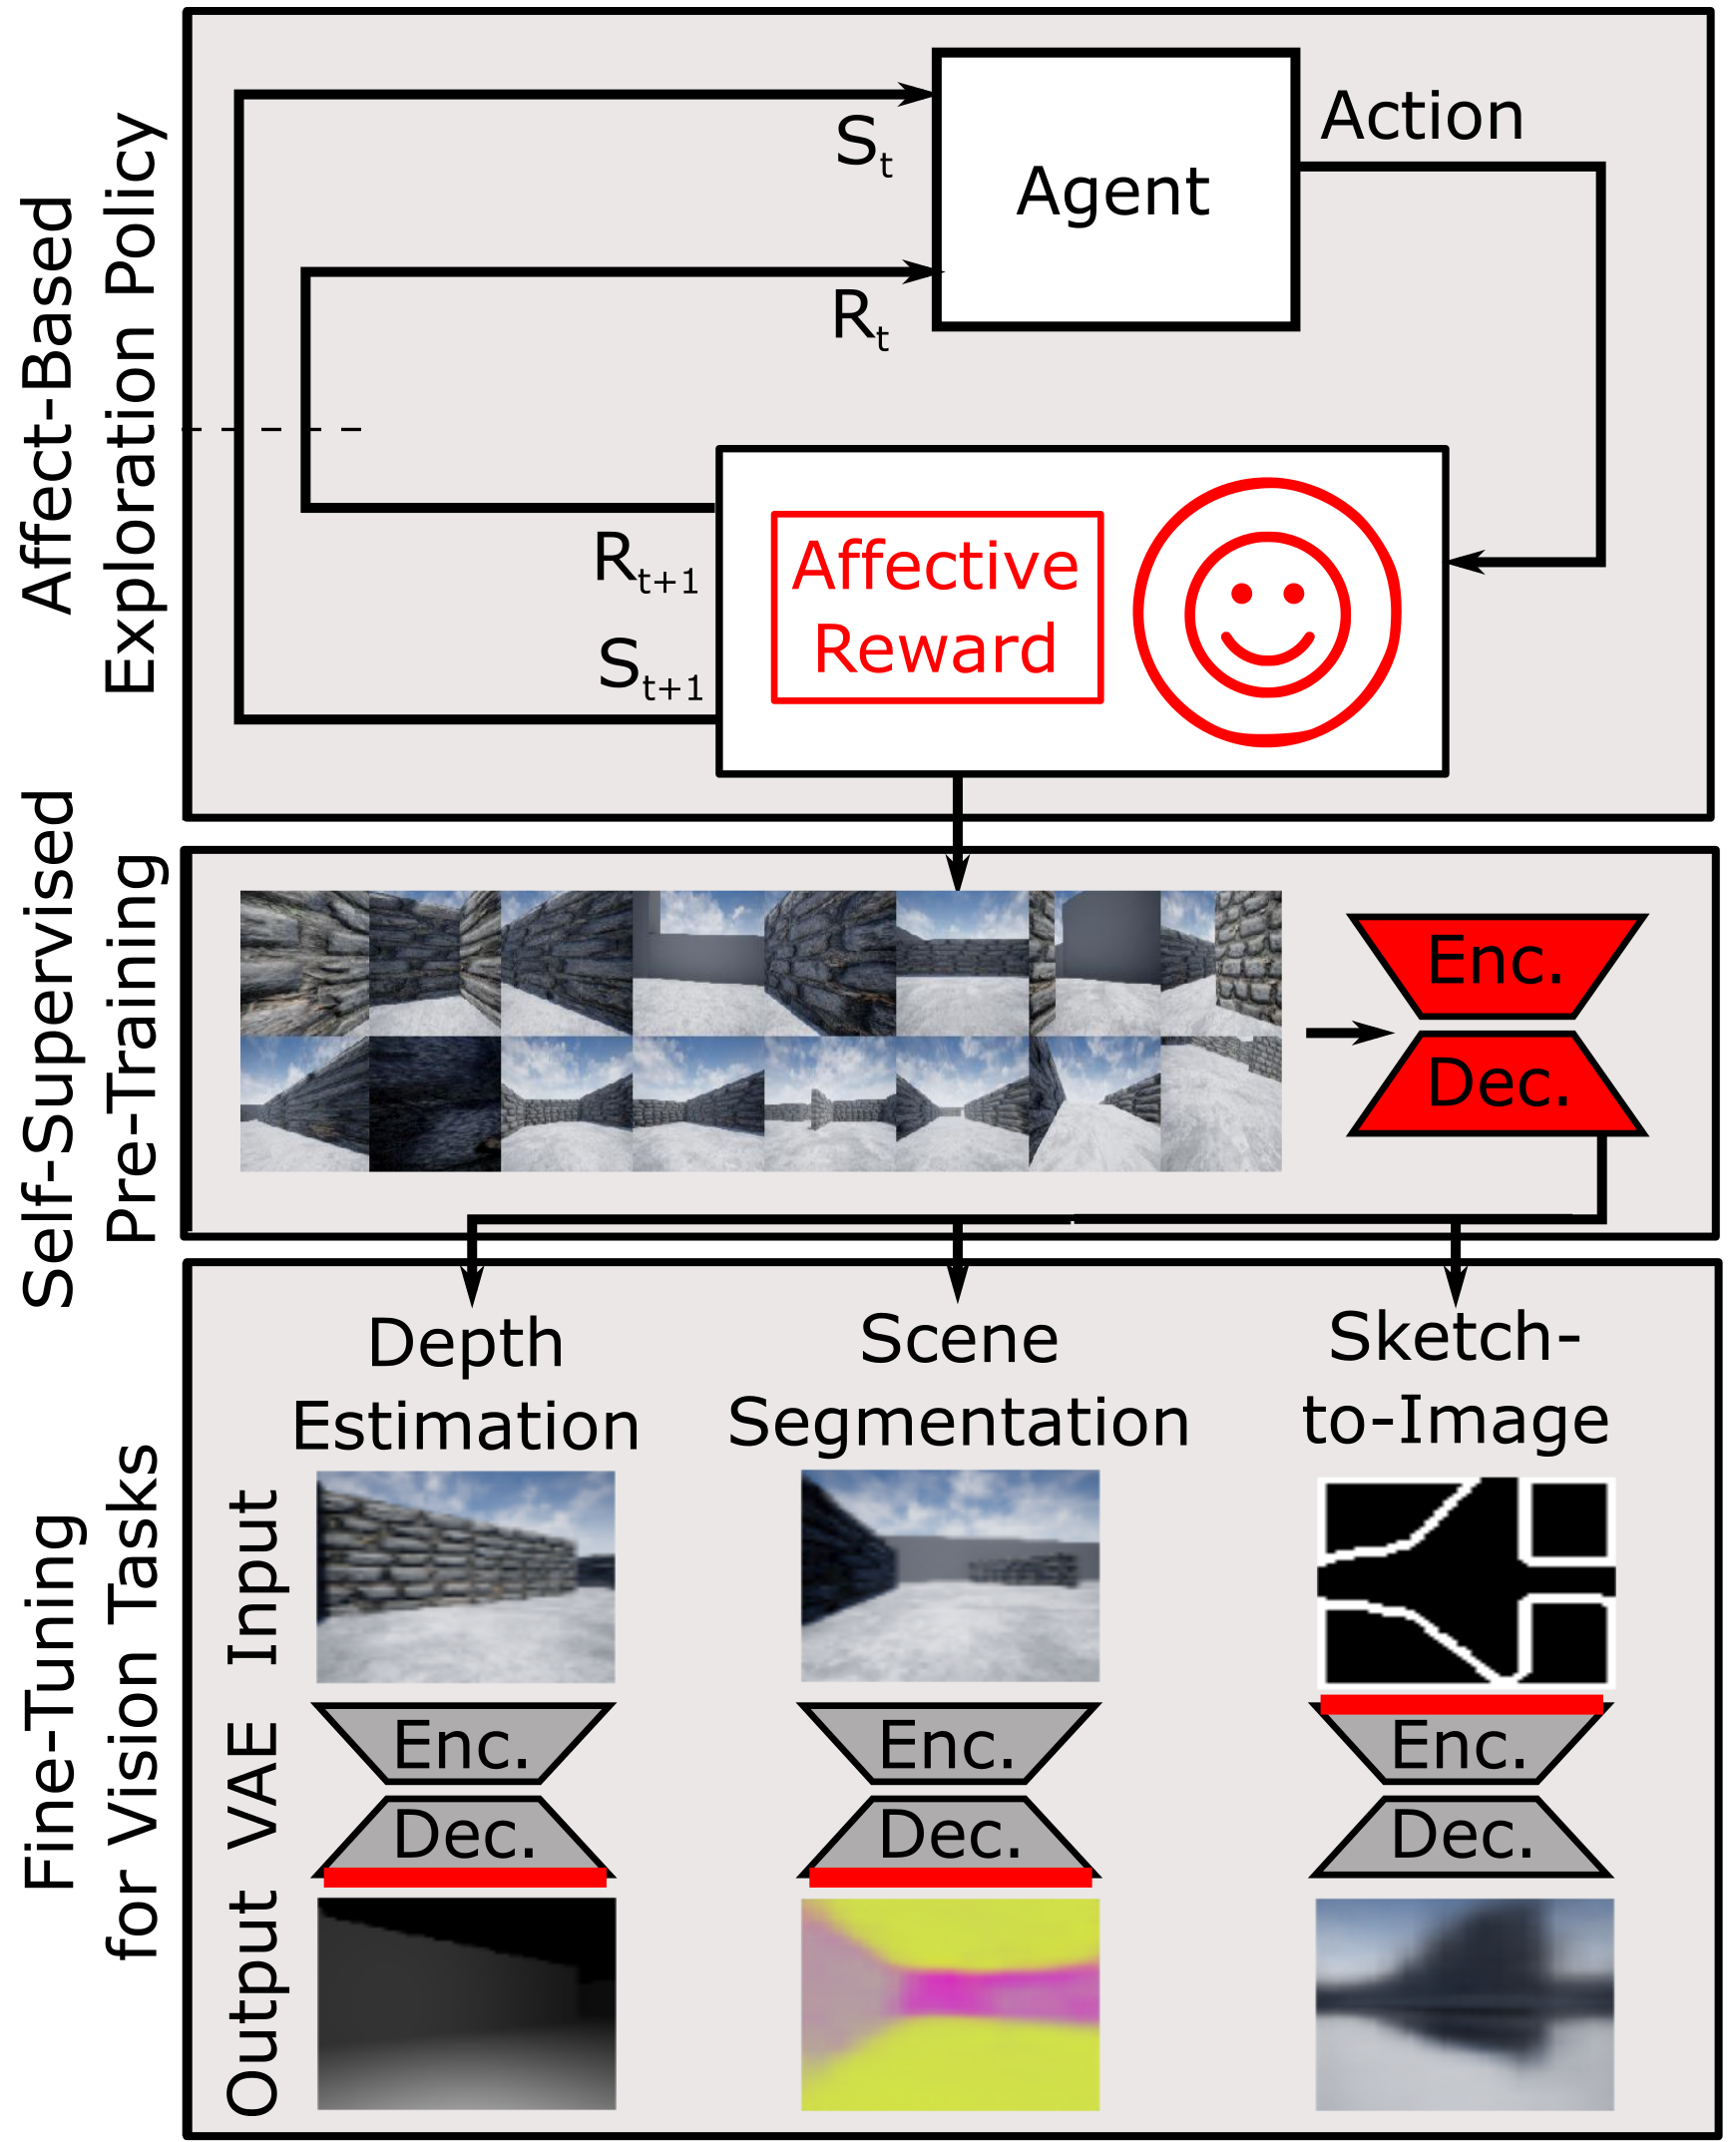 Affect-Based
Exploration Policy
S_t
Agent
Action
R_t
R_{t+1}
S_{t+1}
Affective
Reward
Self-Supervised
Pre-Training
Enc.
Dec.
Fine-Tuning
for Vision Tasks
Depth
Estimation
Scene
Segmentation
Sketch-
to-Image
Input
VAE
Enc.
Dec.
Enc.
Dec.
Enc.
Dec.
Output